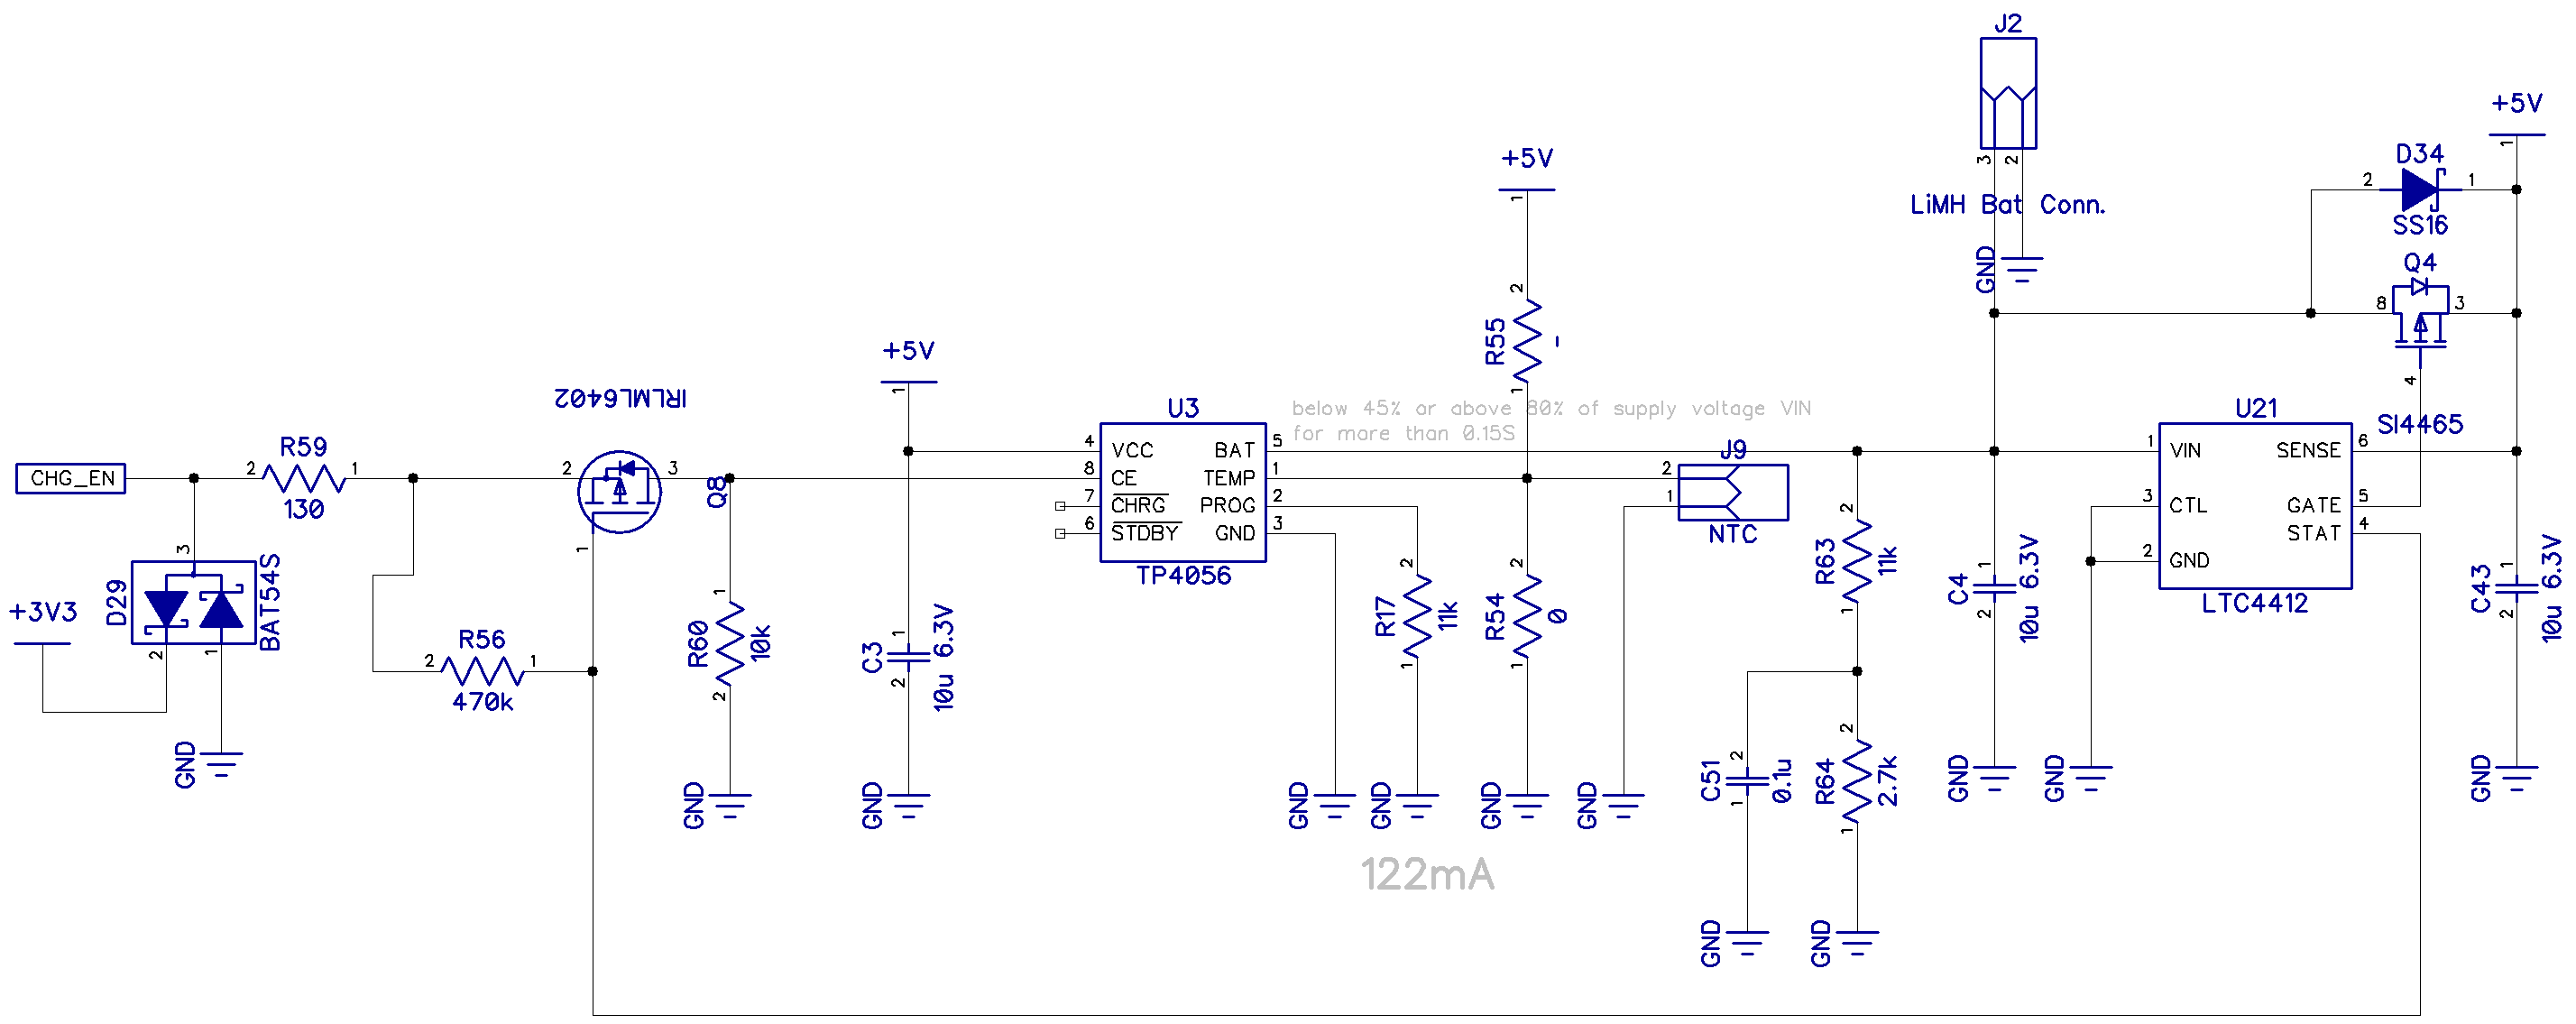 J2
3
2
LiMH Bat Conn.
GND
+5V
1
D34
2
1
SS16
Q4
8
3
4
SI4465
+5V
1
2
R55
-
1
+5V
1
IRLML6402
below 45% or above 80% of supply voltage VIN
for more than 0.15S
CHG_EN
R59
2
1
130
2
3
Q8
1
D29
3
BAT54S
2
1
+3V3
GND
R56
2
1
470k
1
R60
10k
2
GND
1
C3
10u 6.3V
2
GND
U3
4
VCC
BAT
5
8
CE
TEMP
1
7
CHRG
PROG
2
6
STDBY
GND
3
TP4056
GND
2
R17
11k
1
GND
2
R54
0
1
GND
J9
2
1
NTC
GND
2
R63
11k
1
2
C51
0.1u
1
GND
2
R64
2.7k
1
GND
1
C4
10u 6.3V
2
GND
U21
1
VIN
SENSE
6
3
CTL
GATE
5
STAT
4
2
GND
LTC4412
GND
1
C43
10u 6.3V
2
GND
122mA